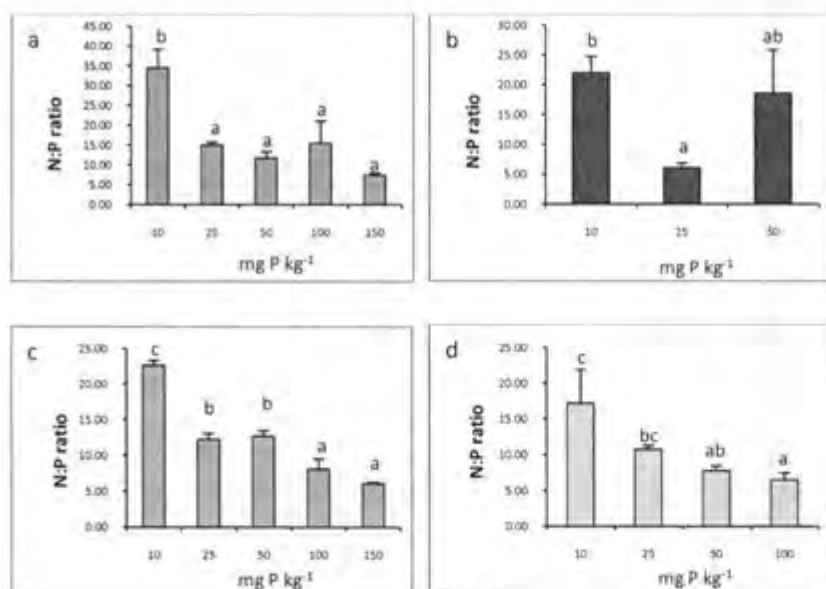 a
45.00
40.00
35.00
30.00
25.00
20.00
15.00
10.00
5.00
0.00
N:P ratio
b
a
a
a
a
10 25 50 100 150
mg P kg⁻¹
b
30.00
25.00
20.00
15.00
10.00
5.00
0.00
N:P ratio
b
a
ab
10 25 50
mg P kg⁻¹
c
25.00
20.00
15.00
10.00
5.00
0.00
N:P ratio
c
b
b
a
a
10 25 50 100 150
mg P kg⁻¹
d
25.00
20.00
15.00
10.00
5.00
0.00
N:P ratio
c
bc
ab
a
10 25 50 100
mg P kg⁻¹